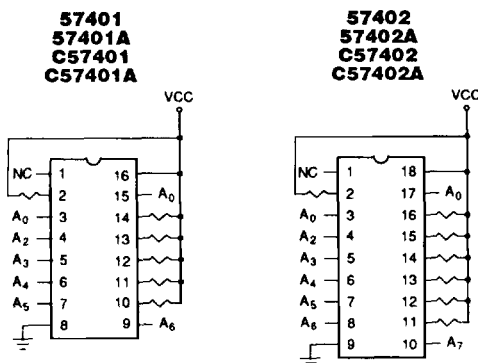 57401
57401A
C57401
C57401A
VCC
NC 1 16
2 15 A0
A0 3 14
A2 4 13
A3 5 12
A4 6 11
A5 7 10
8 9 A6
57402
57402A
C57402
C57402A
VCC
NC 1 18
2 17 A0
A0 3 16
A2 4 15
A3 5 14
A4 6 13
A5 7 12
A6 8 11
9 10 A7